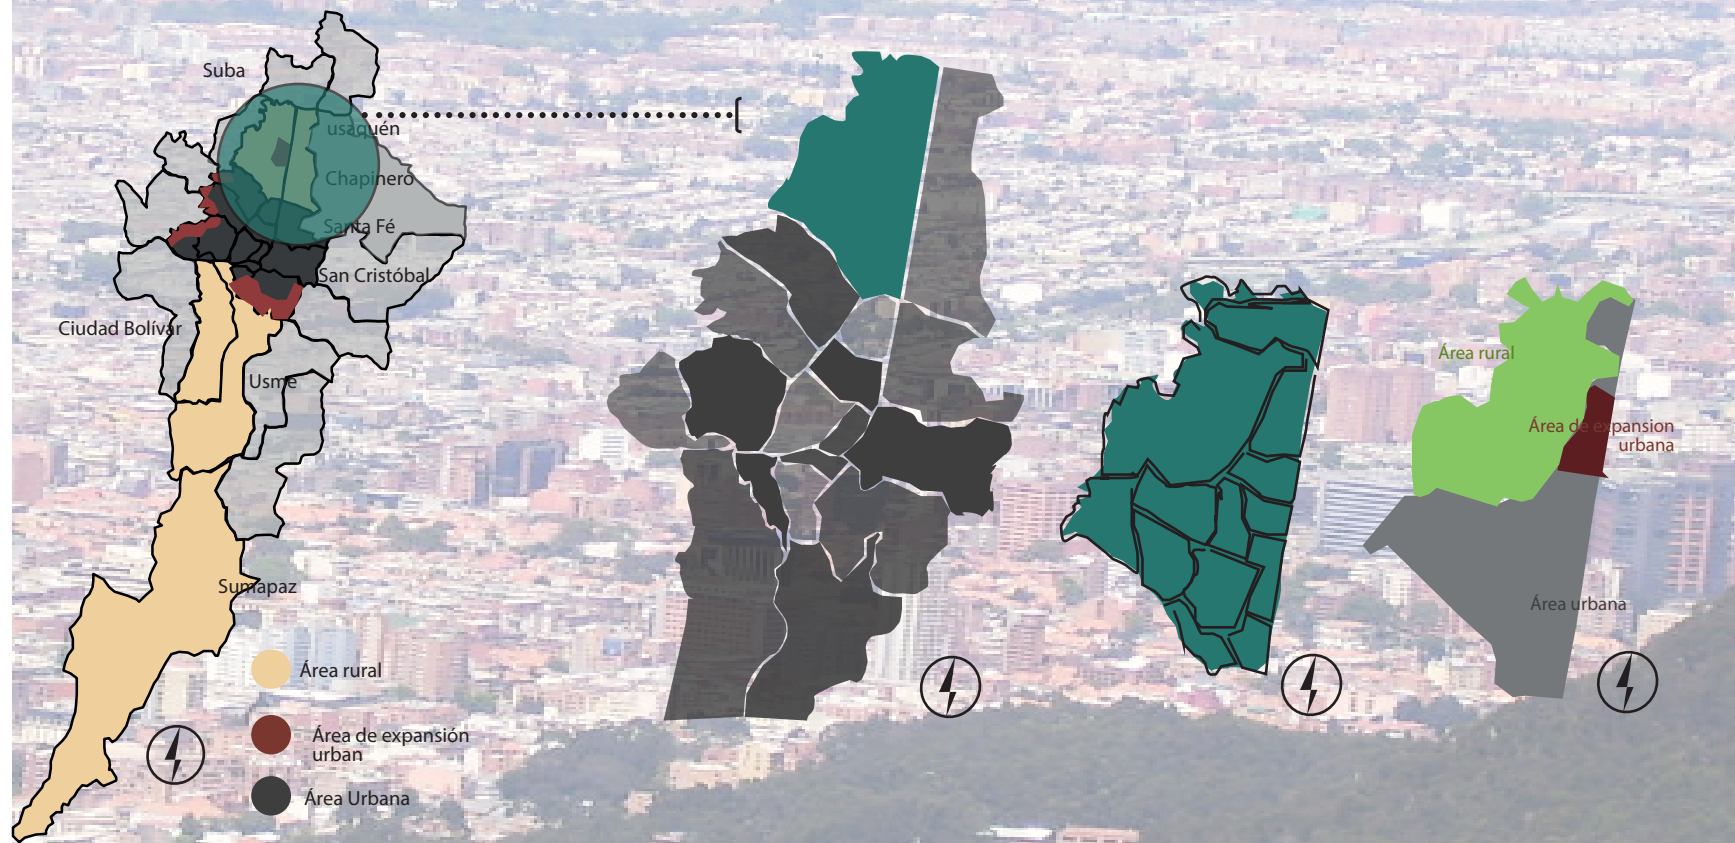 Suba
usaquén
Chapinero
Santa Fé
San Cristóbal
Ciudad Bolívar
Usme
Sumapaz
Área rural
Área de expansión
urban
Área Urbana
Área rural
Área de expansion
urbana
Área urbana